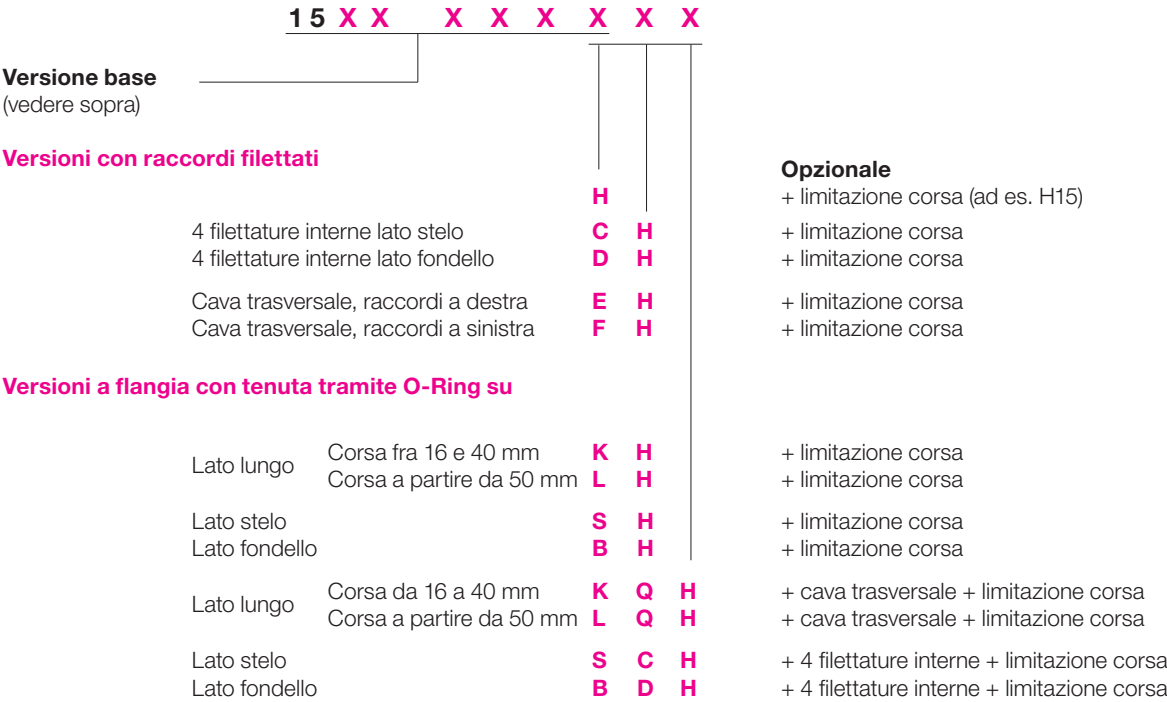 15XX XXX XXX
Versione base
(vedere sopra)
Versioni con raccordi filettati
Opzionale
H + limitazione corsa (ad es. H15)
4 filettature interne lato stelo C H + limitazione corsa
4 filettature interne lato fondello D H + limitazione corsa
Cava trasversale, raccordi a destra E H + limitazione corsa
Cava trasversale, raccordi a sinistra F H + limitazione corsa
Versioni a flangia con tenuta tramite O-Ring su
Lato lungo
Corsa fra 16 e 40 mm K H + limitazione corsa
Corsa a partire da 50 mm L H + limitazione corsa
Lato stelo S H + limitazione corsa
Lato fondello B H + limitazione corsa
Lato lungo
Corsa da 16 a 40 mm K Q H + cava trasversale + limitazione corsa
Corsa a partire da 50 mm L Q H + cava trasversale + limitazione corsa
Lato stelo S C H + 4 filettature interne + limitazione corsa
Lato fondello B D H + 4 filettature interne + limitazione corsa